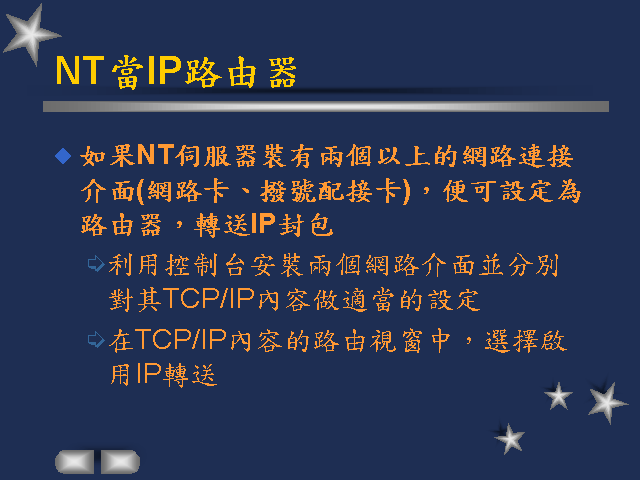 NT當IP路由器
如果NT伺服器裝有兩個以上的網路連接
介面(網路卡、撥號配接卡)，便可設定為
路由器，轉送IP封包
利用控制台安裝兩個網路介面並分別
對其TCP/IP內容做適當的設定
在TCP/IP內容的路由視窗中，選擇啟
用IP轉送